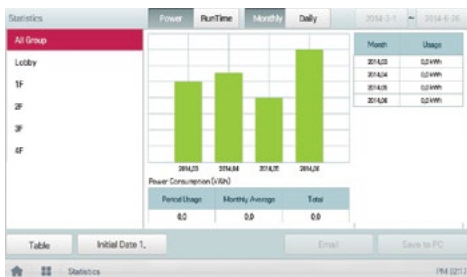 Statistics
Power RunTime Monthly Daily
2014-3-1 ~ 2014-6-26
All Group
Lobby
1F
2F
3F
4F
2014,03 2014,04 2014,05 2014,06
Power Consumption (kWh)
Period Usage Monthly Average Total
0,0 0,0 0,0
Month Usage
2014,03 0,0 kWh
2014,04 0,0 kWh
2014,05 0,0 kWh
2014,06 0,0 kWh
Table Initial Date 1, Email Save to PC
Statistics